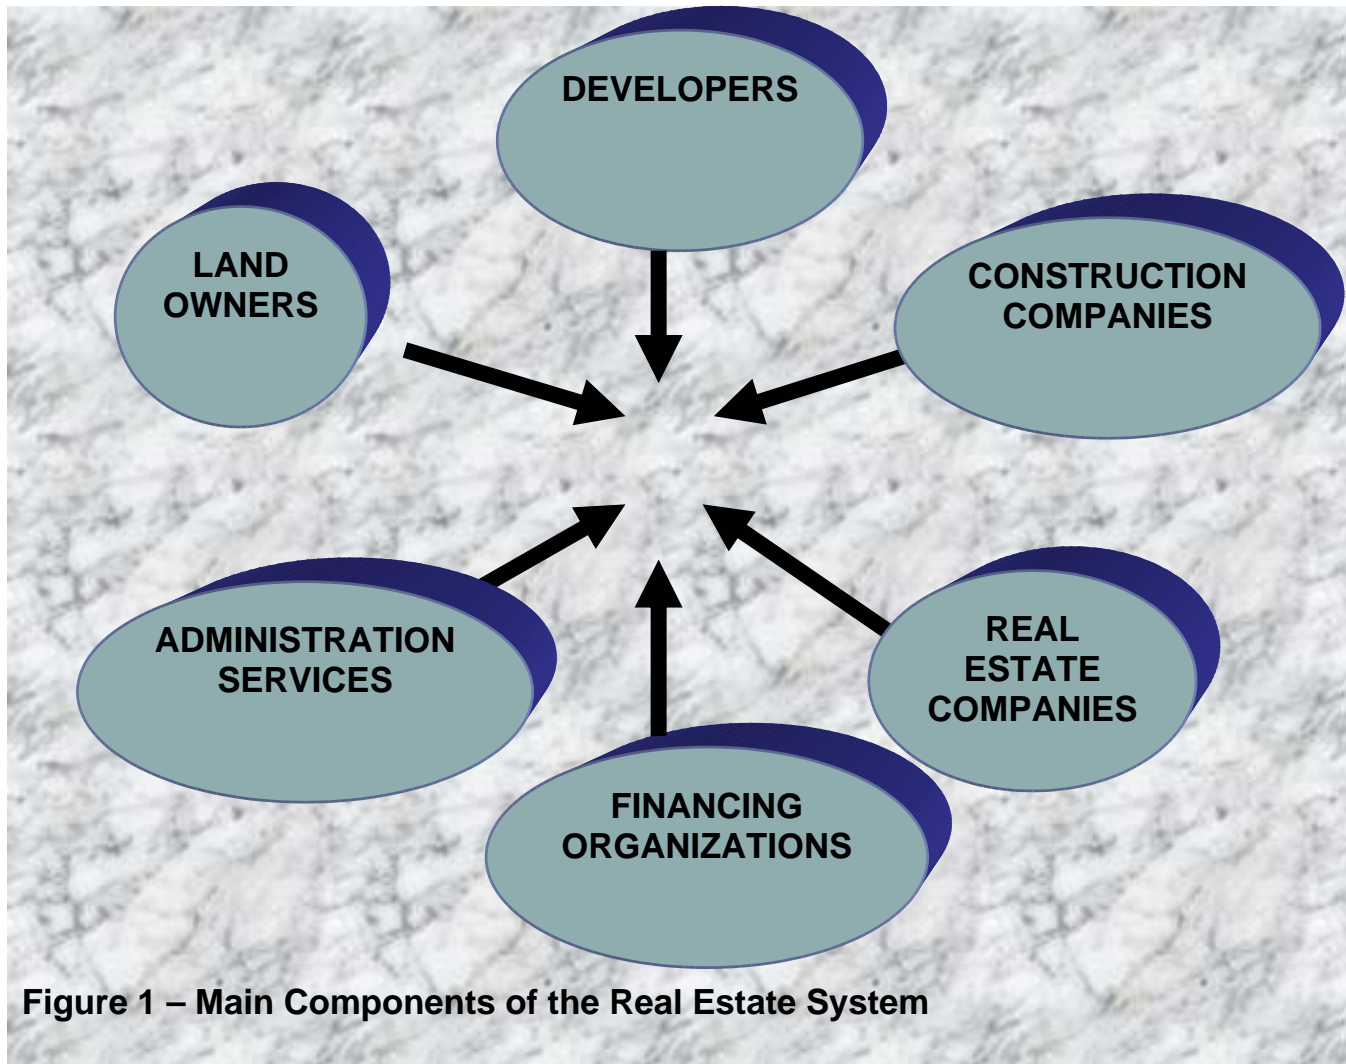 DEVELOPERS
LAND
OWNERS
CONSTRUCTION
COMPANIES
ADMINISTRATION
SERVICES
REAL
ESTATE
COMPANIES
FINANCING
ORGANIZATIONS
Figure 1 – Main Components of the Real Estate System